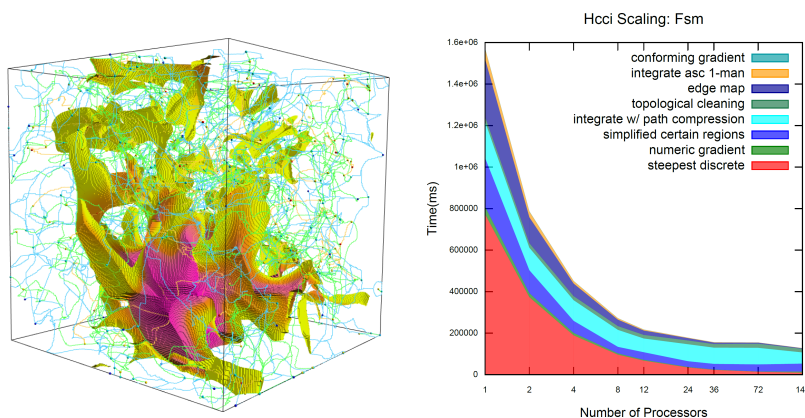 Hcci Scaling: Fsm
1.6e+06
1.4e+06
1.2e+06
1e+06
800000
600000
400000
200000
0
Time(ms)
conforming gradient
integrate asc 1-man
edge map
topological cleaning
integrate w/ path compression
simplified certain regions
numeric gradient
steepest discrete
1 2 4 8 12 24 36 72 14
Number of Processors